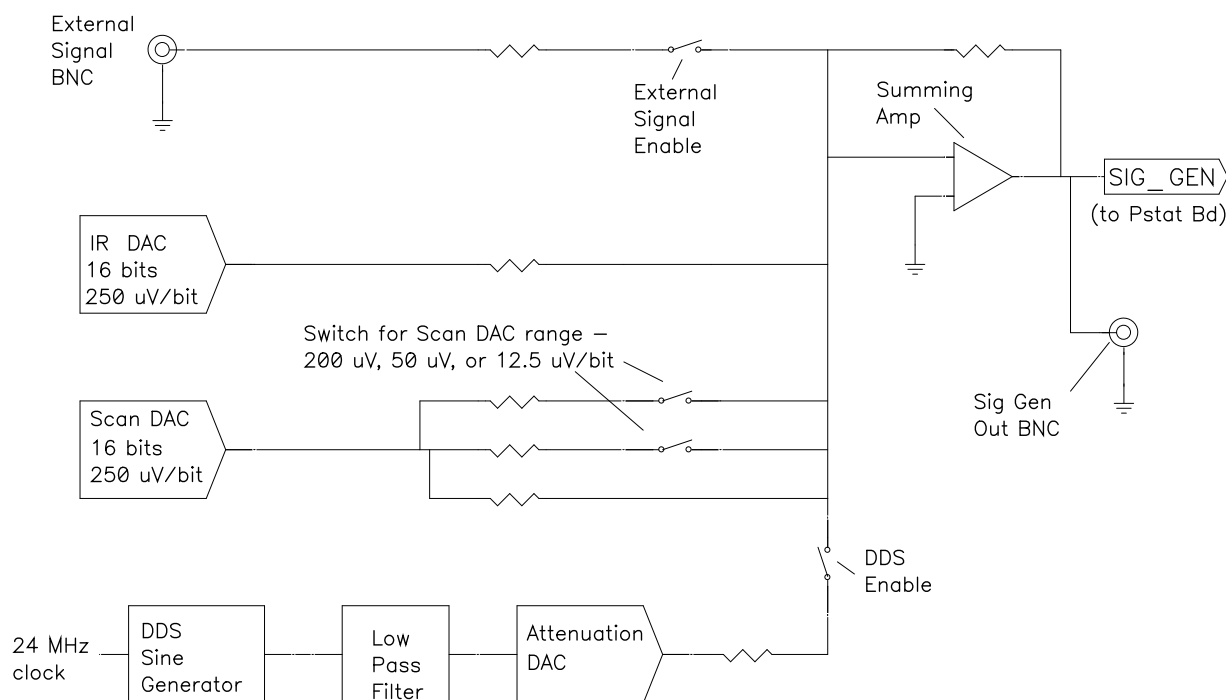 External
Signal
BNC
External
Signal
Enable
Summing
Amp
SIG_GEN
(to Pstat Bd)
IR DAC
16 bits
250 uV/bit
Switch for Scan DAC range –
200 uV, 50 uV, or 12.5 uV/bit
Scan DAC
16 bits
250 uV/bit
Sig Gen
Out BNC
DDS
Enable
24 MHz
clock
DDS
Sine
Generator
Low
Pass
Filter
Attenuation
DAC